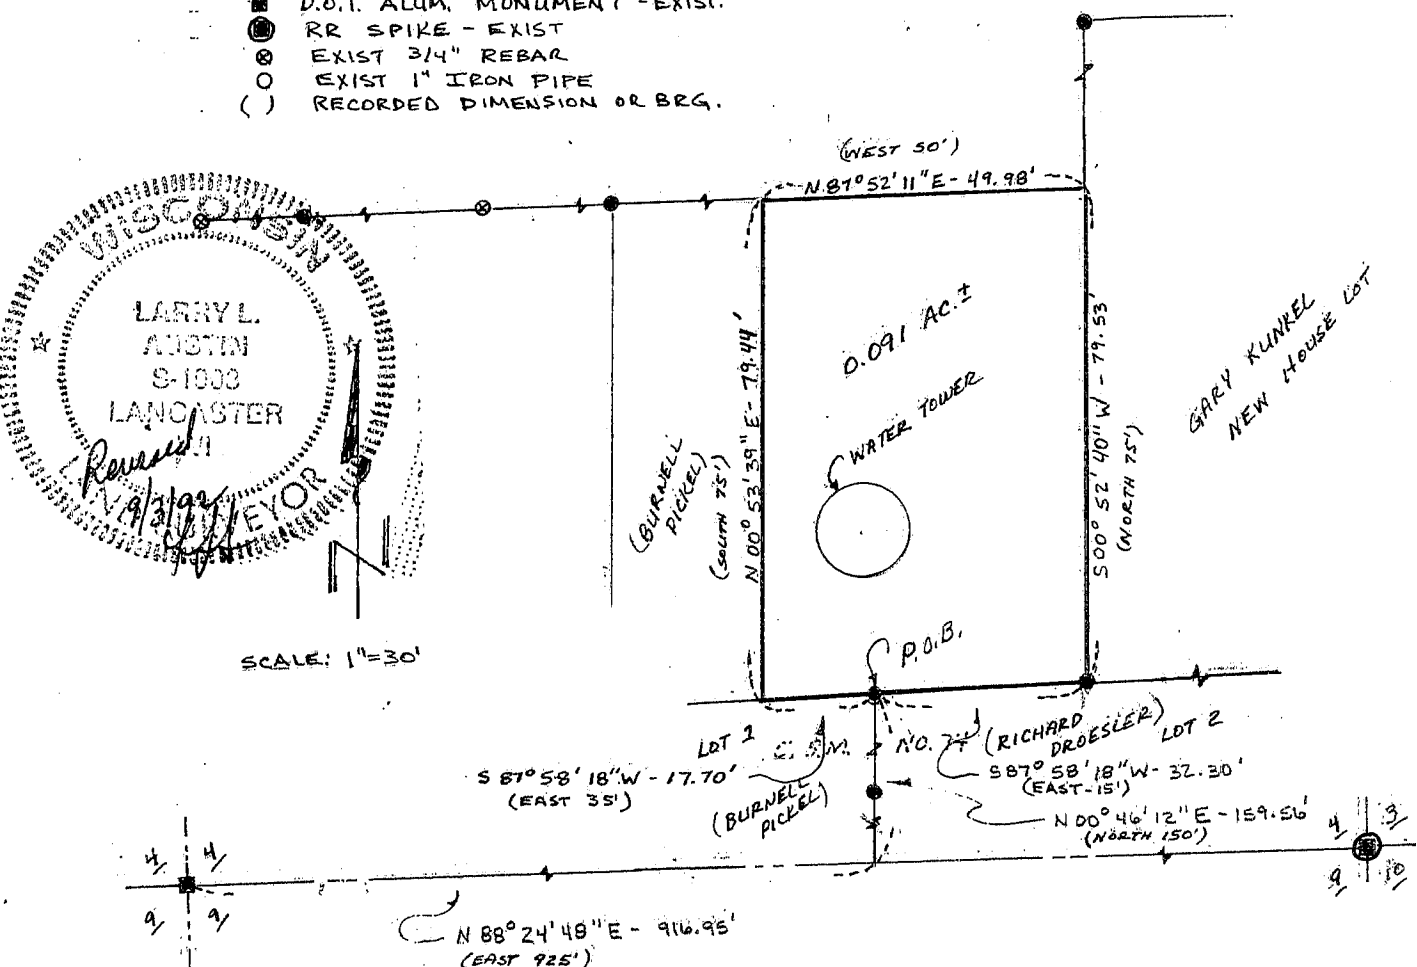 D.O.T. ALUM. MONUMENT - EXIST.
RR SPIKE - EXIST
EXIST 3/4" REBAR
EXIST 1" IRON PIPE
( ) RECORDED DIMENSION OR BRG.
(WEST 50')
N 87° 52' 11" E - 49.98'
WISCONSIN
LARRY L.
AUSTIN
S-1003
LANCASTER
WI
LAND SURVEYOR
Revised
9/3/92
N
SCALE: 1"=30'
(BURNELL
PICKEL)
(SOUTH 75')
N 00° 53' 39" E - 79.44'
0.091 AC.±
WATER TOWER
S 00° 52' 40" W - 79.53'
(NORTH 75')
GARY KUNKEL
NEW HOUSE LOT
P.O.B.
LOT 1
C.S.M. NO.
(RICHARD
DROESLER)
LOT 2
S 87° 58' 18" W - 17.70'
(EAST 35')
(BURNELL
PICKEL)
S 87° 58' 18" W - 32.30'
(EAST-15')
N 00° 46' 12" E - 159.56'
(NORTH 150')
4 4
9 9
4 3
9 10
N 88° 24' 48" E - 916.95'
(EAST 925')